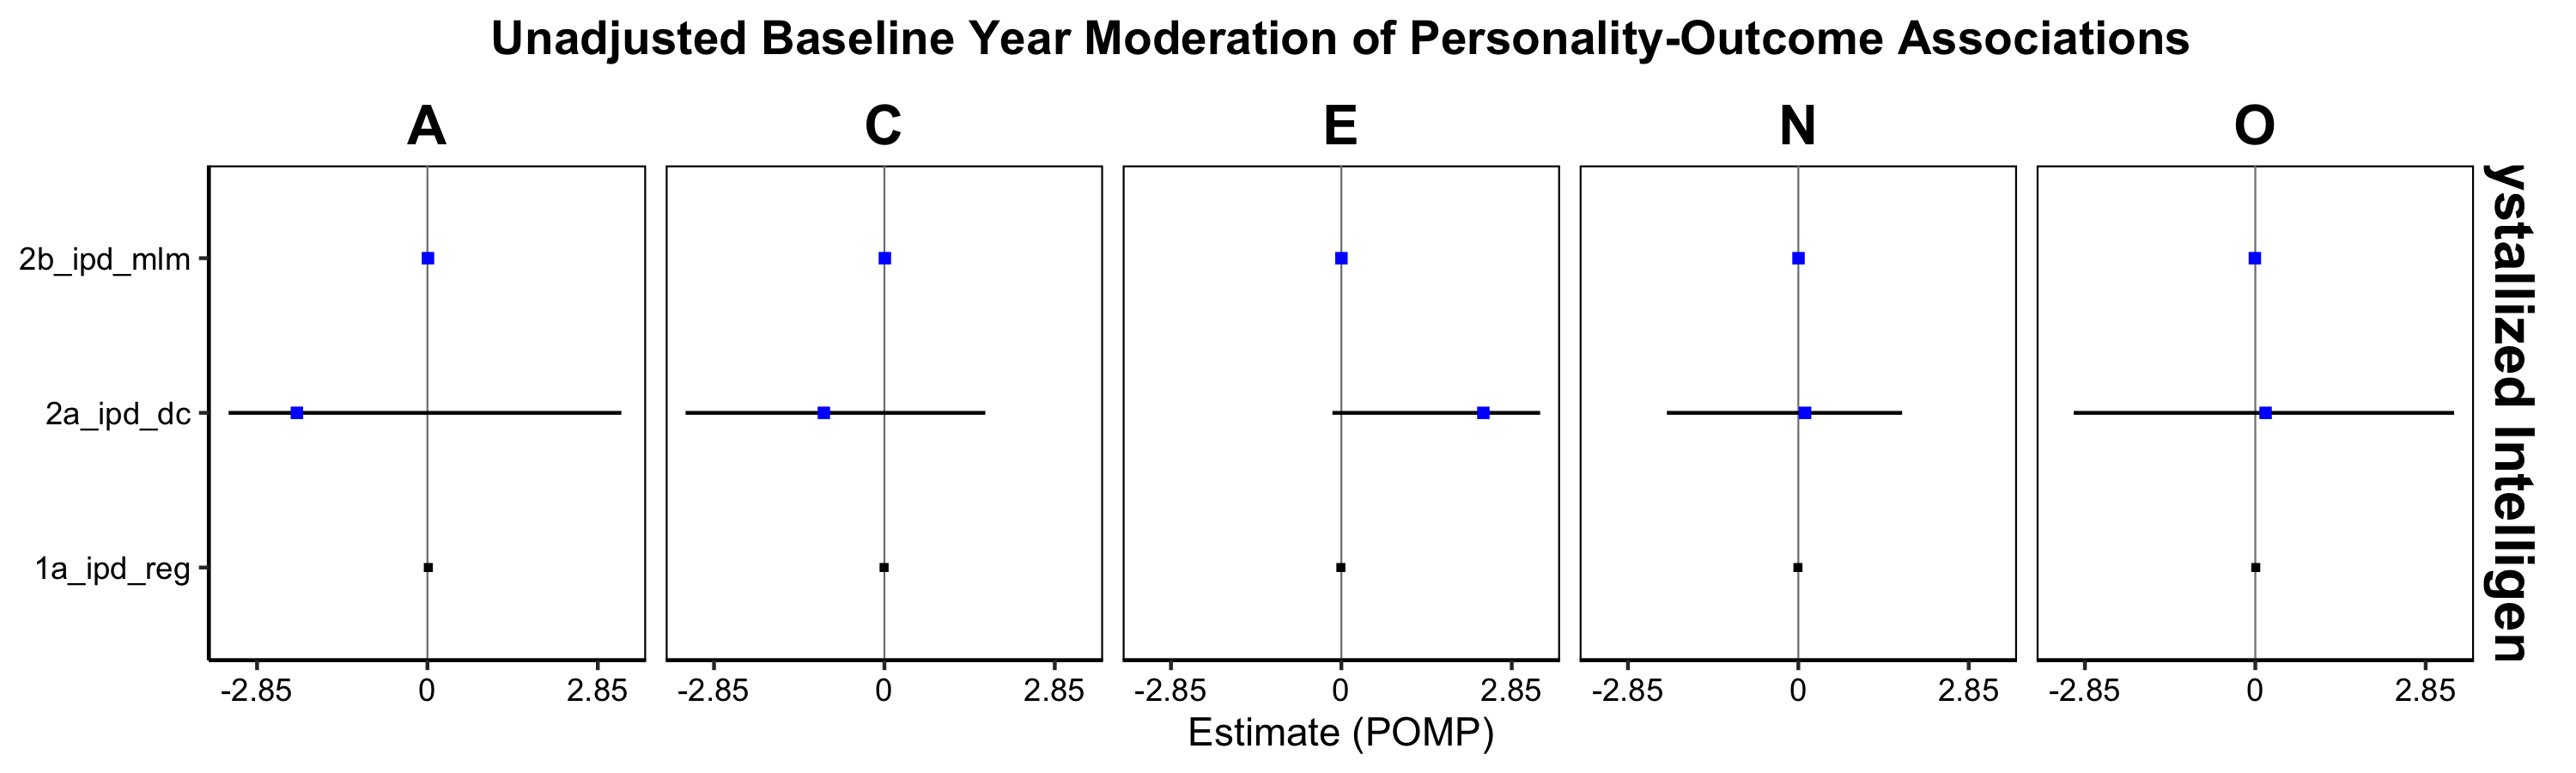 Unadjusted Baseline Year Moderation of Personality-Outcome Associations
A C E N O
2b_ipd_mlm
2a_ipd_dc
1a_ipd_reg
-2.85 0 2.85 -2.85 0 2.85 -2.85 0 2.85 -2.85 0 2.85 -2.85 0 2.85
Estimate (POMP)
ystallized Intelligen